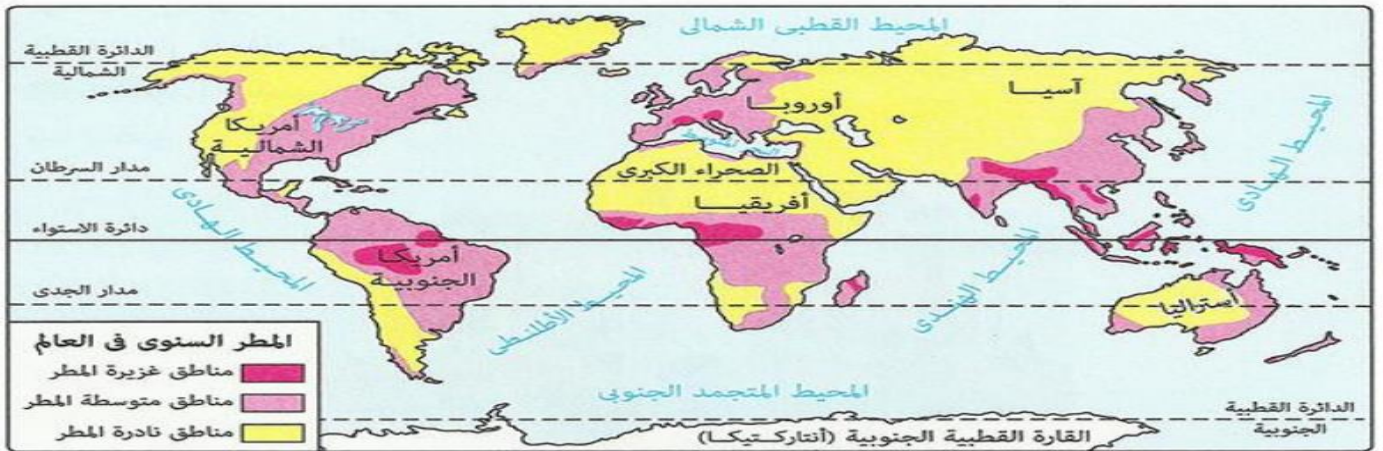 المحيط القطبى الشمالى
الدائرة القطبية
الشمالية
آسيا
أوروبا
المحيط الهادى
أمريكا
الشمالية
البحر المتوسط
مدار السرطان
الصحراء الكبرى
أفريقيا
المحيط الهادى
دائرة الاستواء
أمريكا
الجنوبية
المحيط الهندى
المحيط الأطلنطى
مدار الجدى
أستراليا
المطر السنوى فى العالم
مناطق غزيرة المطر
مناطق متوسطة المطر
مناطق نادرة المطر
المحيط المتجمد الجنوبى
الدائرة القطبية
الجنوبية
القارة القطبية الجنوبية (أنتاركتيكا)